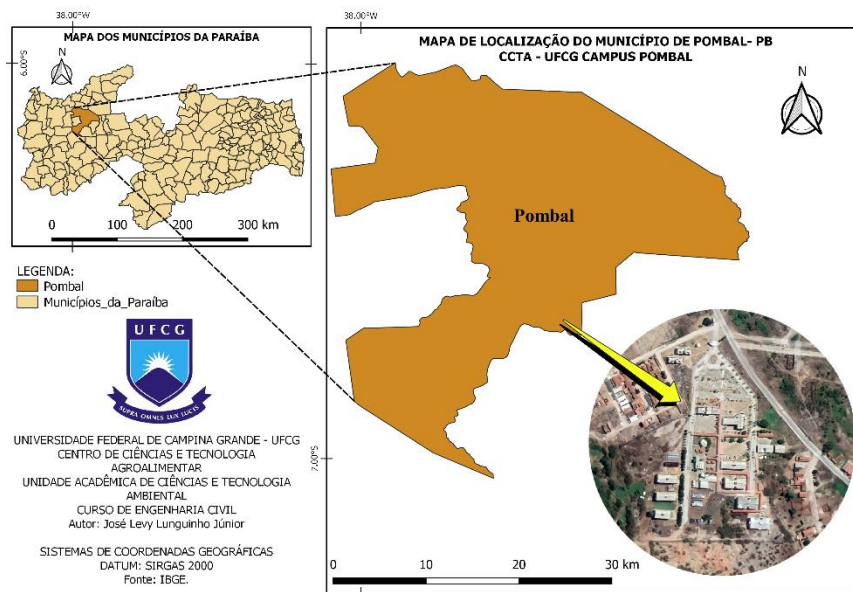 38.00°W
MAPA DOS MUNICÍPIOS DA PARAÍBA
N
6.00°S
0 100 200 300 km
LEGENDA:
Pombal
Municípios_da_Paraíba
UFCG
SUPRA OMNES LUX LUCIS
UNIVERSIDADE FEDERAL DE CAMPINA GRANDE - UFCG
CENTRO DE CIÊNCIAS E TECNOLOGIA
AGROALIMENTAR
UNIDADE ACADÊMICA DE CIÊNCIAS E TECNOLOGIA
AMBIENTAL
CURSO DE ENGENHARIA CIVIL
Autor: José Levy Lunguinho Júnior
SISTEMAS DE COORDENADAS GEOGRÁFICAS
DATUM: SIRGAS 2000
Fonte: IBGE.
38.00°W
MAPA DE LOCALIZAÇÃO DO MUNICÍPIO DE POMBAL- PB
CCTA - UFCG CAMPUS POMBAL
N
Pombal
7.00°S
0 10 20 30 km